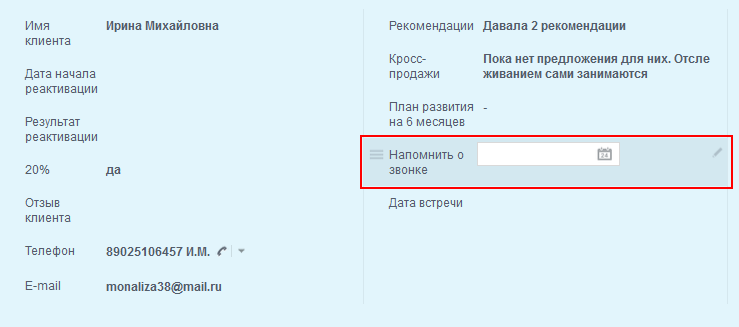 Имя
клиента
Ирина Михайловна
Дата начала
реактивации
Результат
реактивации
20%
да
Отзыв
клиента
Телефон
89025106457 И.М.
E-mail
monaliza38@mail.ru
Рекомендации
Давала 2 рекомендации
Кросс-
продажи
Пока нет предложения для них. Отсле
живанием сами занимаются
План развития
на 6 месяцев
-
Напомнить о
звонке
24
Дата встречи